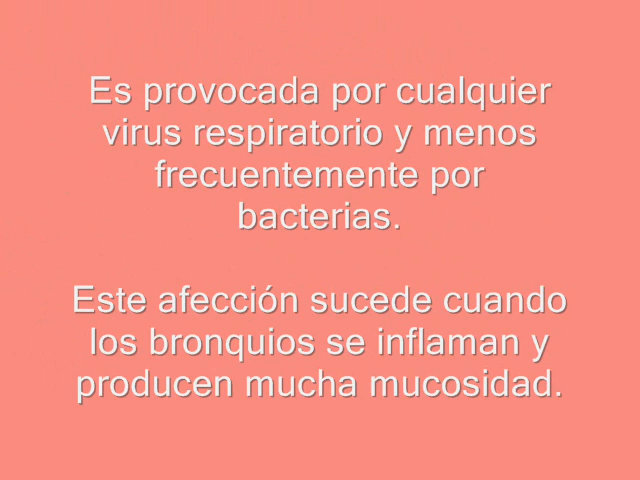 Es provocada por cualquier
virus respiratorio y menos
frecuentemente por
bacterias.
Este afección sucede cuando
los bronquios se inflaman y
producen mucha mucosidad.